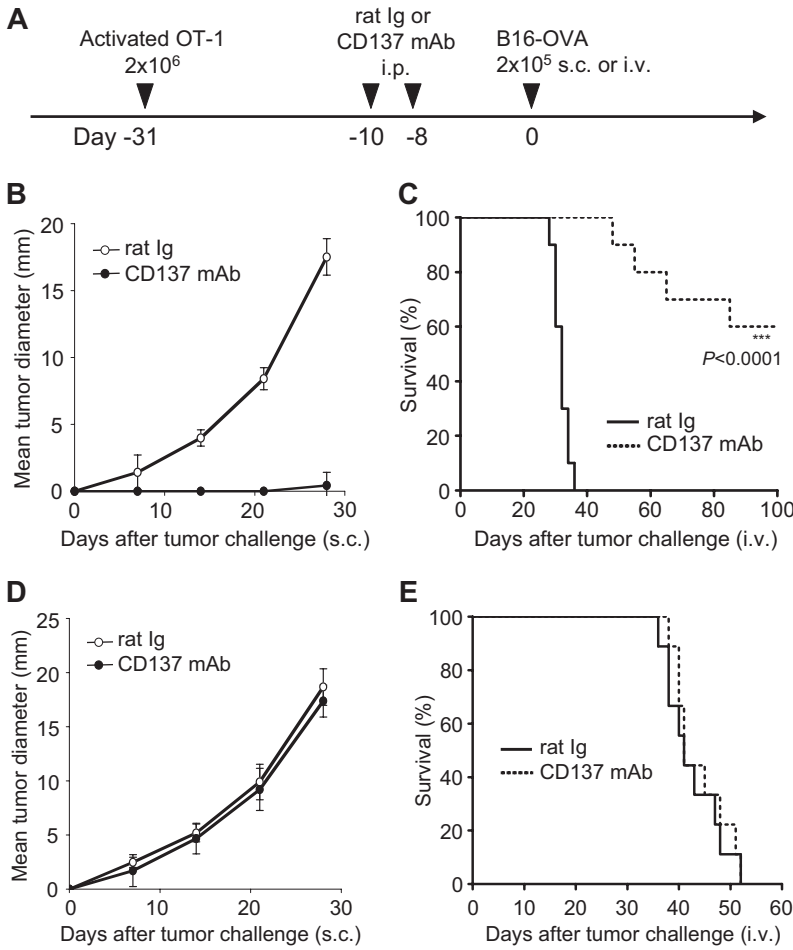 A
Activated OT-1
2x10⁶
rat Ig or
CD137 mAb
i.p.
B16-OVA
2x10⁵ s.c. or i.v.
Day -31
-10
-8
0
B
Mean tumor diameter (mm)
20
15
10
5
0
rat Ig
CD137 mAb
0 10 20 30
Days after tumor challenge (s.c.)
C
Survival (%)
100
80
60
40
20
0
***
P<0.0001
rat Ig
CD137 mAb
0 20 40 60 80 100
Days after tumor challenge (i.v.)
D
Mean tumor diameter (mm)
25
20
15
10
5
0
rat Ig
CD137 mAb
0 10 20 30
Days after tumor challenge (s.c.)
E
Survival (%)
100
80
60
40
20
0
rat Ig
CD137 mAb
0 10 20 30 40 50 60
Days after tumor challenge (i.v.)